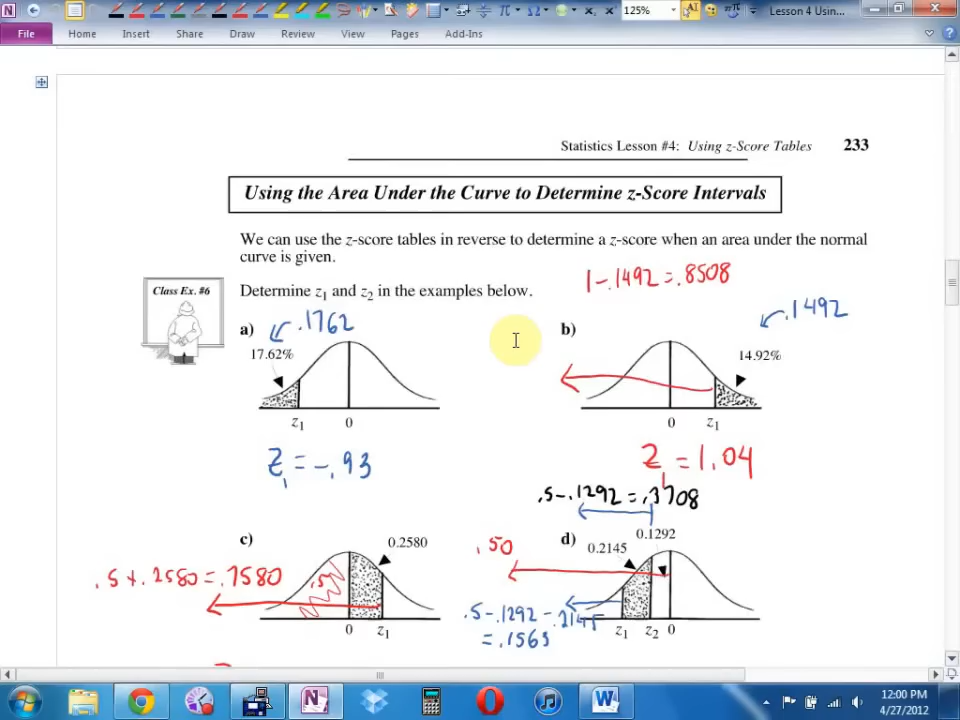 125%
Lesson 4 Usin...
File Home Insert Share Draw Review View Pages Add-Ins
Statistics Lesson #4: Using z-Score Tables 233
Using the Area Under the Curve to Determine z-Score Intervals
We can use the z-score tables in reverse to determine a z-score when an area under the normal
curve is given.
1-.1492=.8508
Class Ex. #6
Determine z1 and z2 in the examples below.
a) .1762
17.62%
z1 0
Z1 = -.93
b) .1492
14.92%
0 z1
Z1 = 1.04
.5-.1292=.3708
c) 0.2580
.5+.2580=.7580
.5
0 z1
d) 0.1292
.50
0.2145
.5-.1292-.2145
=.1563
z1 z2 0
12:00 PM
4/27/2012